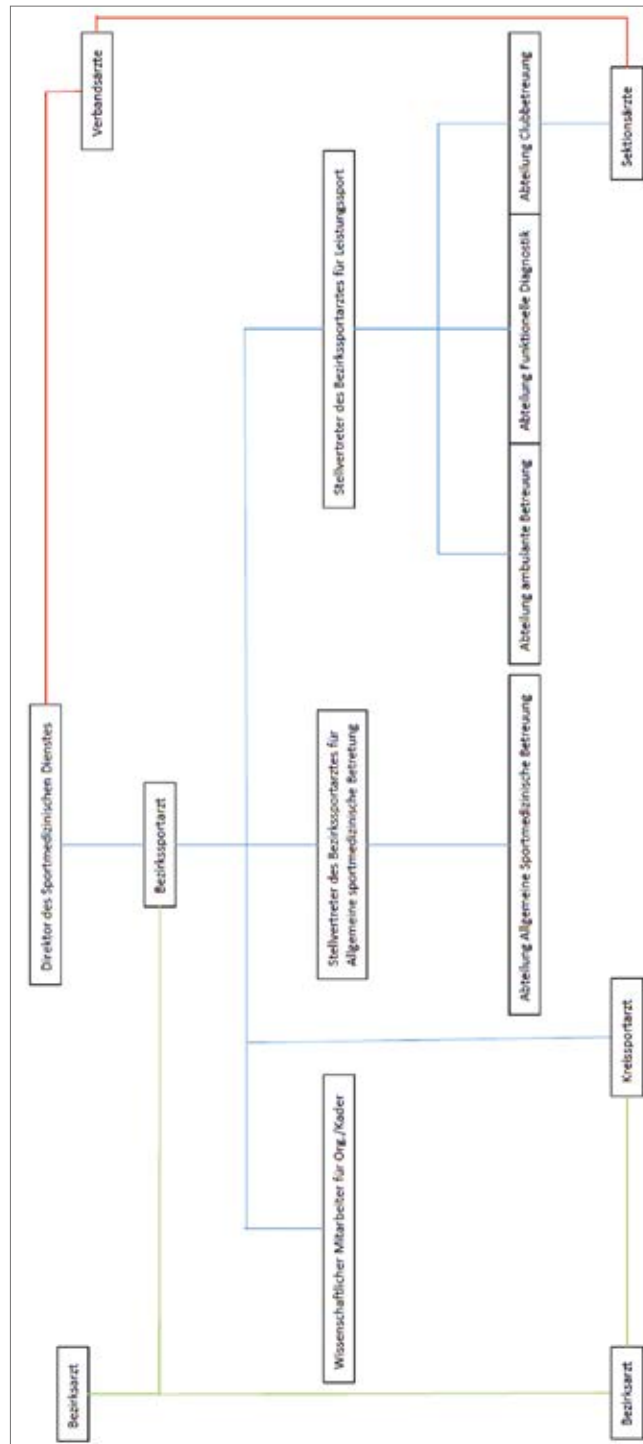 Bezirksarzt
Direktor des Sportmedizinischen Dienstes
Verbandsärzte
Bezirkssportarzt
Wissenschaftlicher Mitarbeiter für Org./Kader
Stellvertreter des Bezirkssportarztes für
Allgemeine sportmedizinische Betretung
Stellvertreter des Bezirkssportarztes für Leistungssport
Abteilung Allgemeine Sportmedizinische Betreuung
Abteilung ambulante Betreuung
Abteilung Funktionelle Diagnostik
Abteilung Clubbetreuung
Bezirksarzt
Kreissportarzt
Sektionsärzte